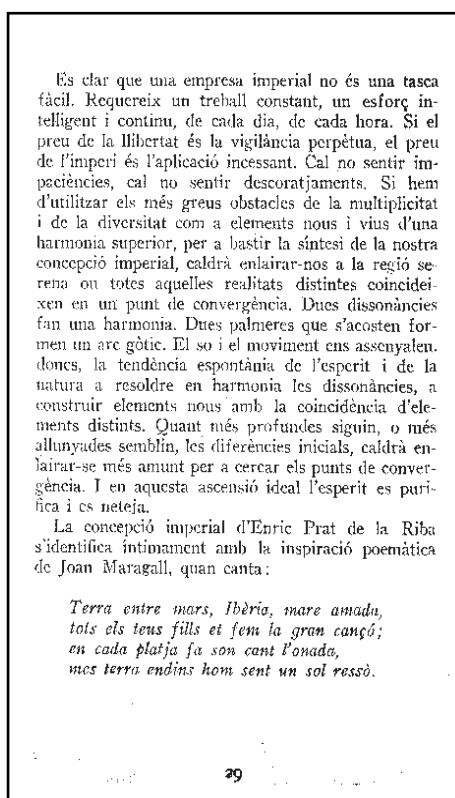 És clar que una empresa imperial no és una tasca
fàcil. Requereix un treball constant, un esforç in-
telligent i continu, de cada dia, de cada hora. Si el
preu de la llibertat és la vigilància perpètua, el preu
de l'imperi és l'aplicació incessant. Cal no sentir im-
paciències, cal no sentir descoratjaments. Si hem
d'utilitzar els més greus obstacles de la multiplicitat
i de la diversitat com a elements nous i vius d'una
harmonia superior, per a bastir la síntesi de la nostra
concepció imperial, caldrà enlairar-nos a la regió se-
rena on totes aquelles realitats distintes coincidei-
xen en un punt de convergència. Dues dissonàncies
fan una harmonia. Dues palmeres que s'acosten for-
men un arc gòtic. El so i el moviment ens assenyalen,
doncs, la tendència espontània de l'esperit i de la
natura a resoldre en harmonia les dissonàncies, a
construir elements nous amb la coincidència d'ele-
ments distints. Quant més profundes siguin, o més
allunyades semblin, les diferències inicials, caldrà en-
lairar-se més amunt per a cercar els punts de conver-
gència. I en aquesta ascensió ideal l'esperit es puri-
fica i es neteja.
La concepció imperial d'Enric Prat de la Riba
s'identifica íntimament amb la inspiració poemàtica
de Joan Maragall, quan canta:
Terra entre mars, Ibèria, mare amada,
tots els teus fills et fem la gran cançó;
en cada platja fa son cant l'onada,
mes terra endins hom sent un sol ressò.
29